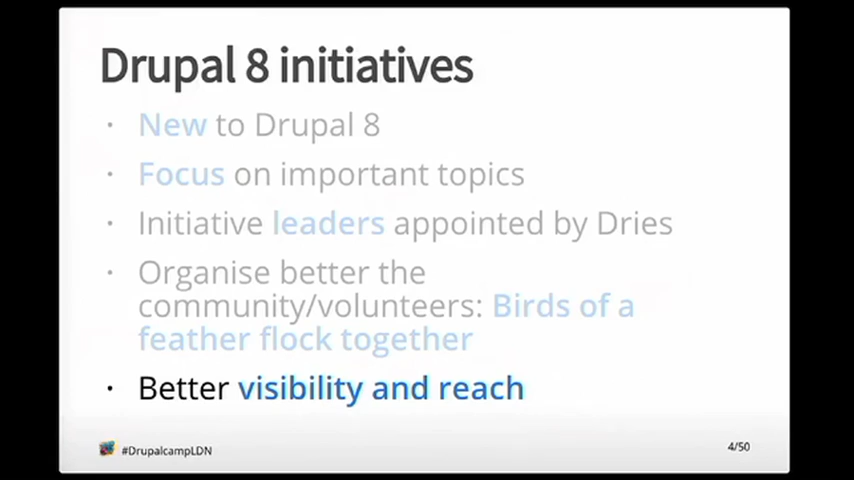 Drupal 8 initiatives
· New to Drupal 8
· Focus on important topics
· Initiative leaders appointed by Dries
· Organise better the
community/volunteers: Birds of a
feather flock together
· Better visibility and reach
#DrupalcampLDN
4/50